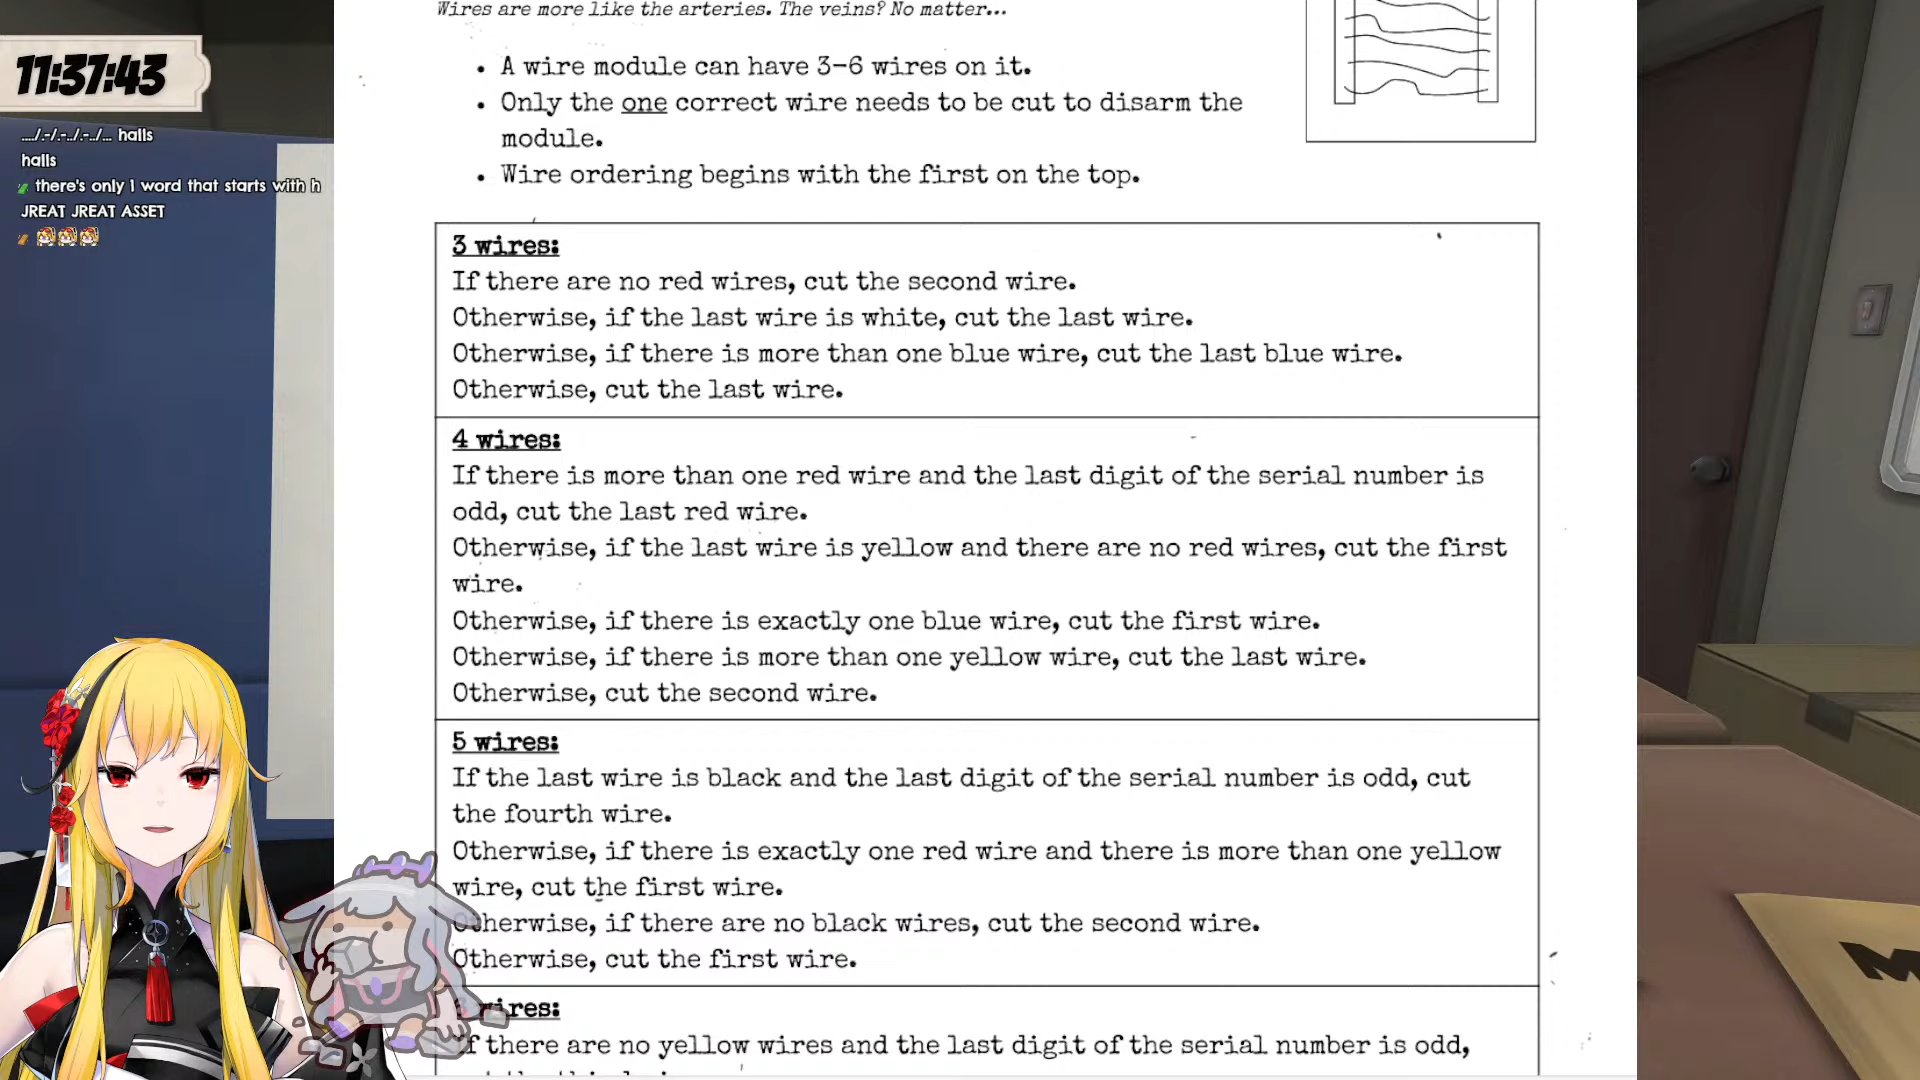 11:37:43
..../.-/.-../.-../... halls
halls
there's only 1 word that starts with h
JREAT JREAT ASSET
Wires are more like the arteries. The veins? No matter...
• A wire module can have 3-6 wires on it.
• Only the one correct wire needs to be cut to disarm the
module.
• Wire ordering begins with the first on the top.
3 wires:
If there are no red wires, cut the second wire.
Otherwise, if the last wire is white, cut the last wire.
Otherwise, if there is more than one blue wire, cut the last blue wire.
Otherwise, cut the last wire.
4 wires:
If there is more than one red wire and the last digit of the serial number is
odd, cut the last red wire.
Otherwise, if the last wire is yellow and there are no red wires, cut the first
wire.
Otherwise, if there is exactly one blue wire, cut the first wire.
Otherwise, if there is more than one yellow wire, cut the last wire.
Otherwise, cut the second wire.
5 wires:
If the last wire is black and the last digit of the serial number is odd, cut
the fourth wire.
Otherwise, if there is exactly one red wire and there is more than one yellow
wire, cut the first wire.
Otherwise, if there are no black wires, cut the second wire.
Otherwise, cut the first wire.
wires:
If there are no yellow wires and the last digit of the serial number is odd,